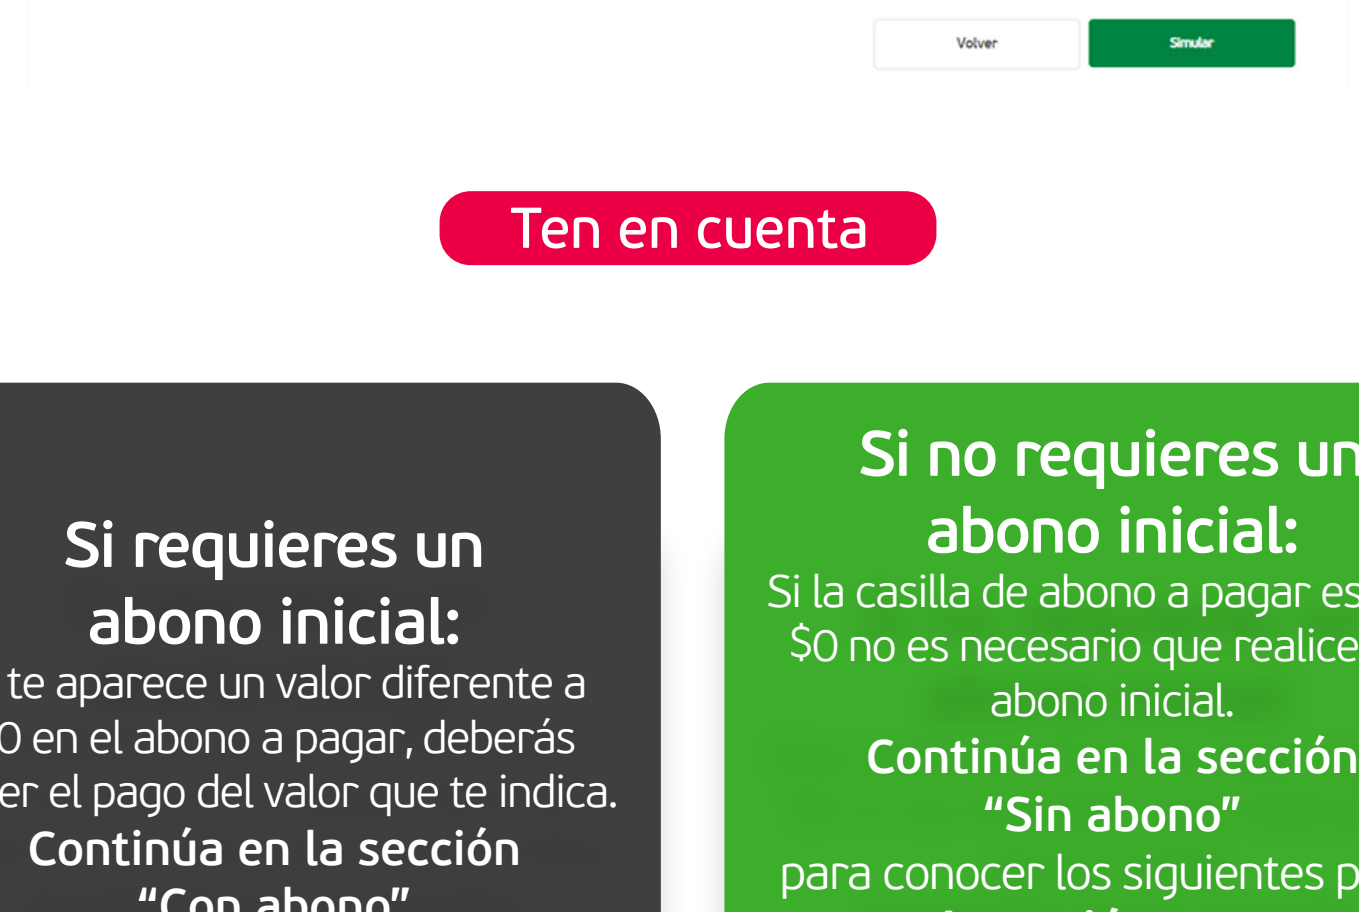 Volver Simular
Ten en cuenta
Si requieres un
abono inicial:
te aparece un valor diferente a
0 en el abono a pagar, deberás
er el pago del valor que te indica.
Continúa en la sección
“Con abono”
Si no requieres un
abono inicial:
Si la casilla de abono a pagar es
$0 no es necesario que realice
abono inicial.
Continúa en la sección
“Sin abono”
para conocer los siguientes p